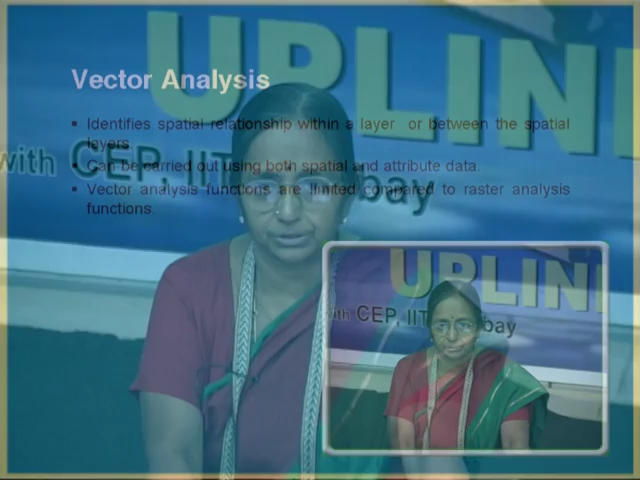 UPLIN
with CEP, IIT bay
Vector Analysis
▪ Identifies spatial relationship within a layer or between the spatial
layers.
▪ Can be carried out using both spatial and attribute data.
▪ Vector analysis functions are limited compared to raster analysis
functions.
UPLIN
with CEP, IIT bay